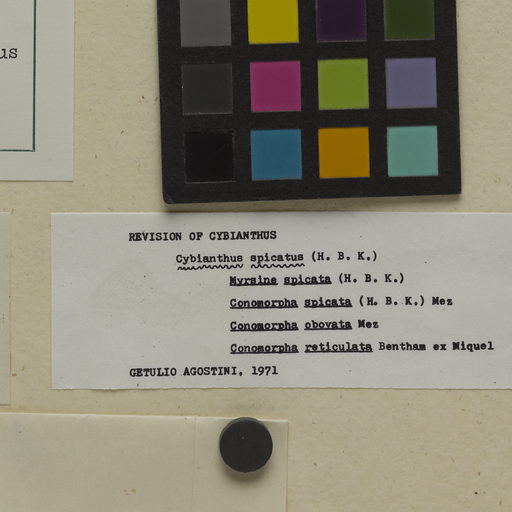 us
REVISION OF CYBIANTHUS
Cybianthus spicatus (H. B. K.)
Myrsine spicata (H. B. K.)
Conomorpha spicata (H. B. K.) Mez
Conomorpha obovata Mez
Conomorpha reticulata Bentham ex Miquel
GETULIO AGOSTINI, 1971